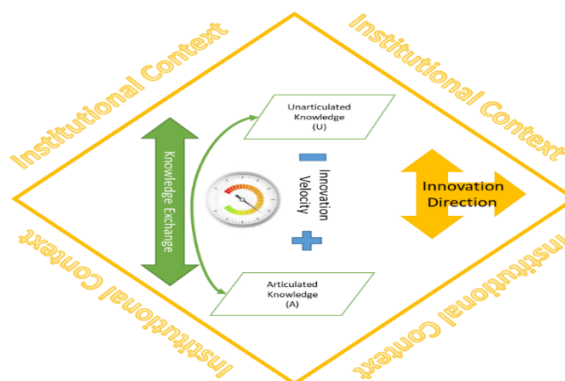 Institutional Context
Institutional Context
Unarticulated
Knowledge
(U)
Knowledge Exchange
Innovation
Velocity
Innovation
Direction
Articulated
Knowledge
(A)
Institutional Context
Institutional Context